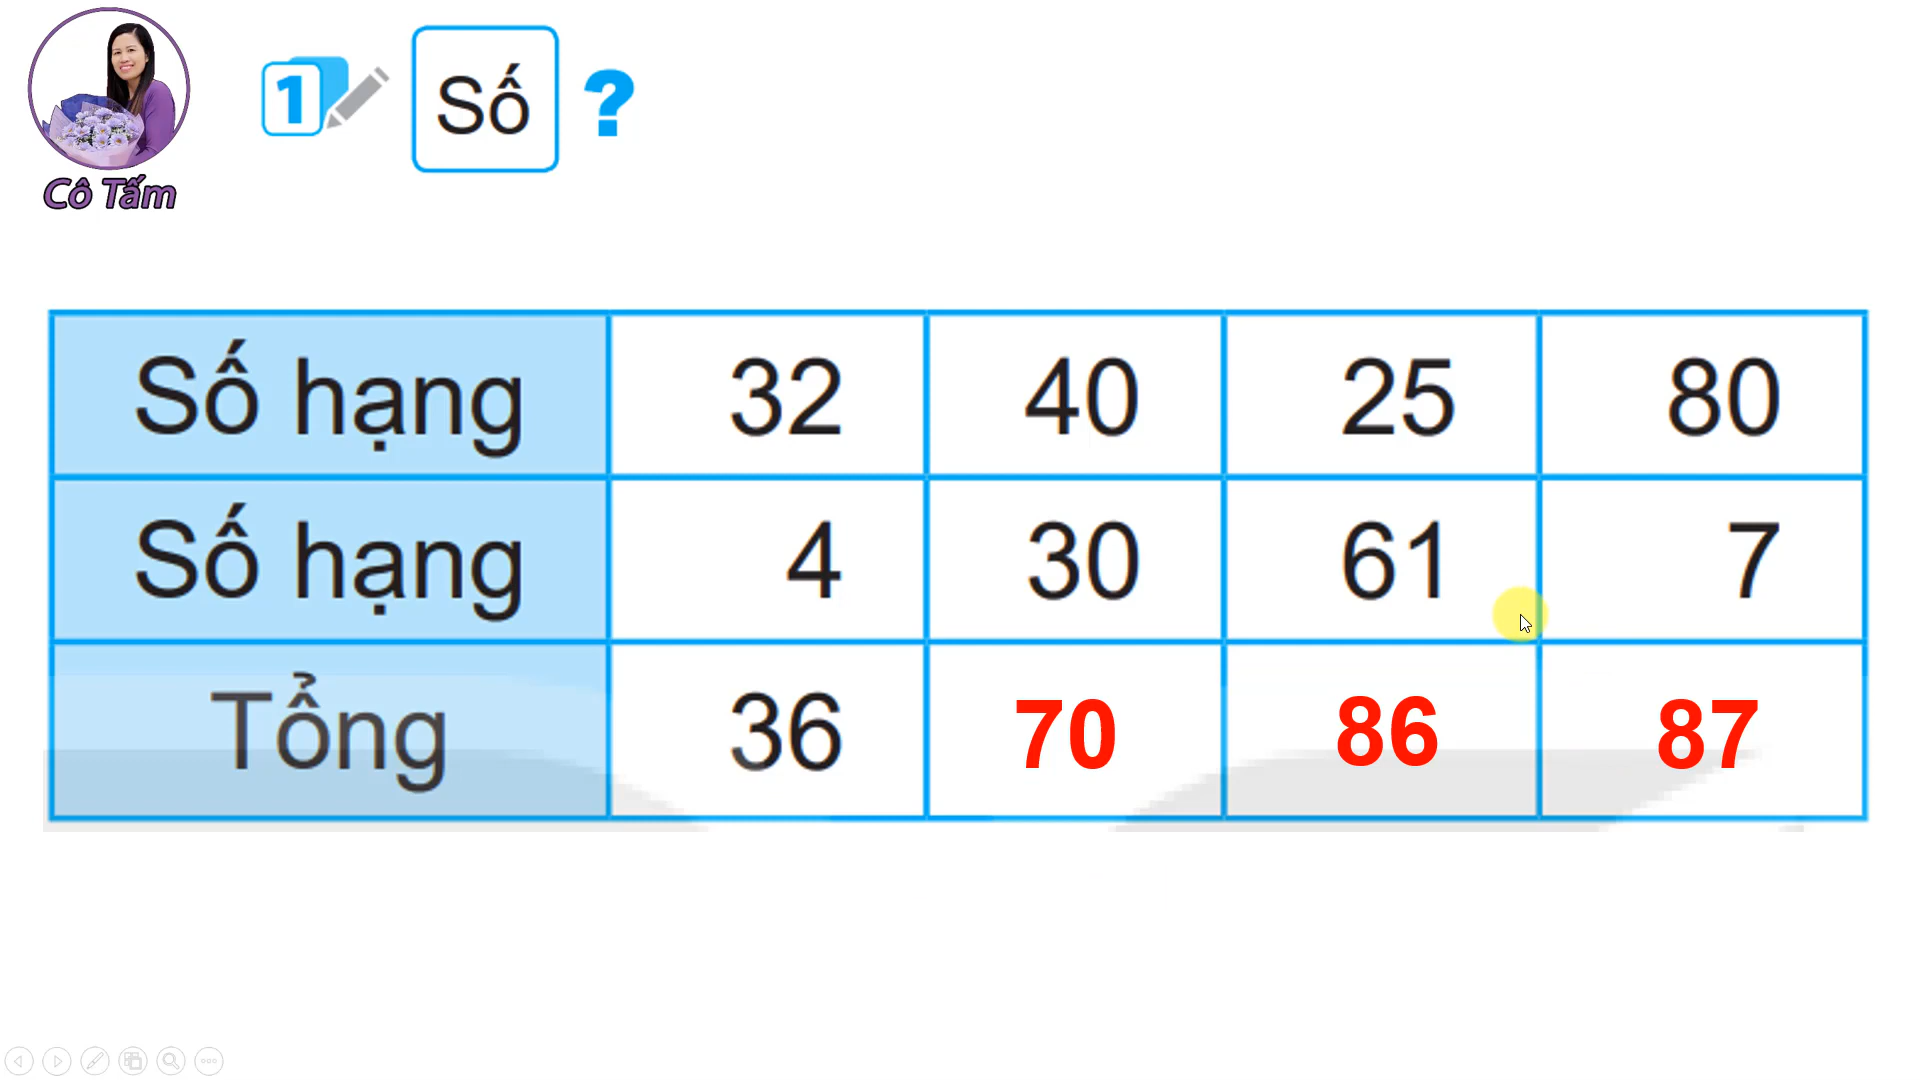 Cô Tấm
1 Số ?
Số hạng 32 40 25 80
Số hạng 4 30 61 7
Tổng 36 70 86 87